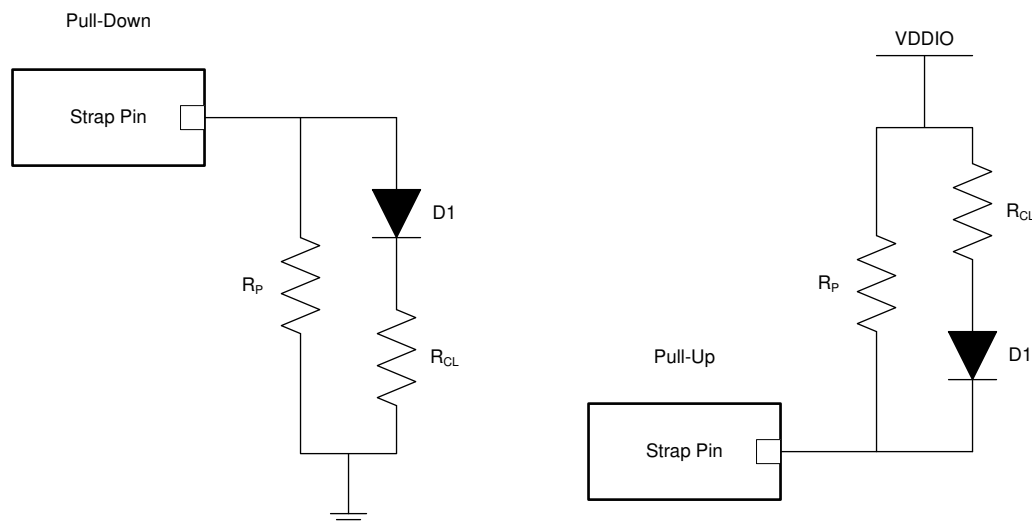 Pull-Down
Strap Pin
D1
RP
RCL
VDDIO
RCL
RP
D1
Pull-Up
Strap Pin